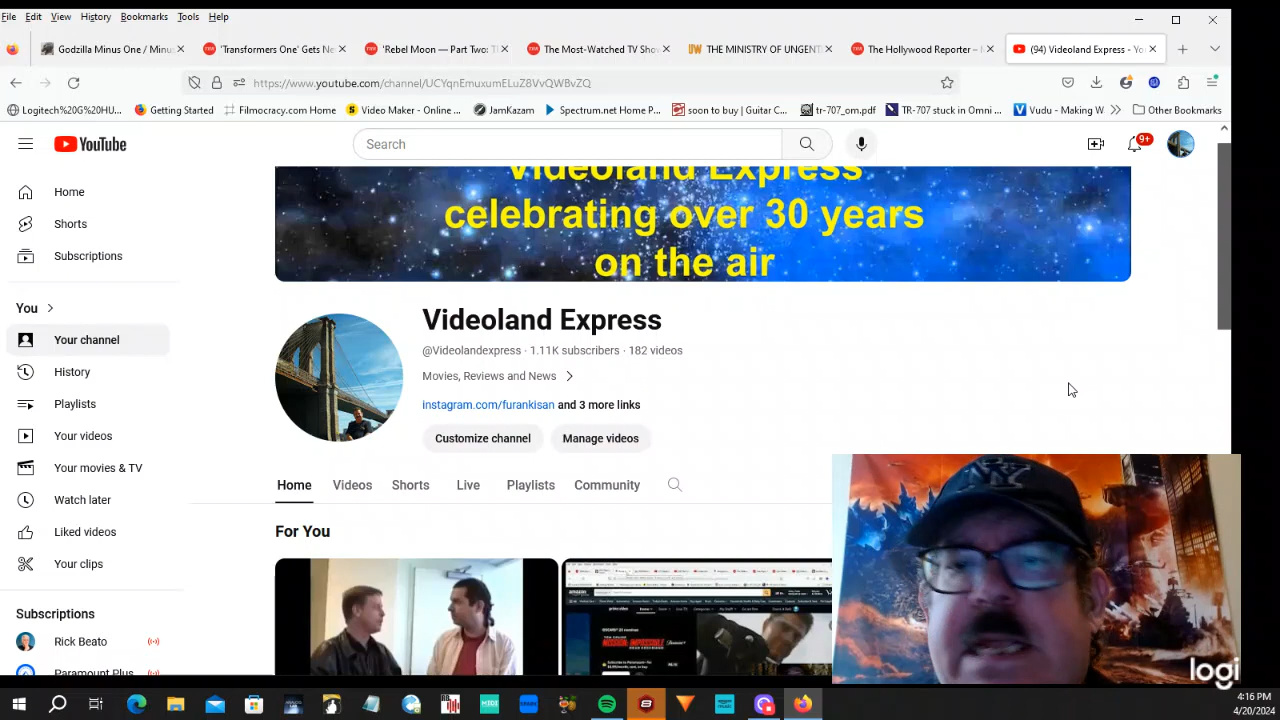 File Edit View History Bookmarks Tools Help
Godzilla Minus One / Minu
'Transformers One' Gets Ne
'Rebel Moon — Part Two: T
The Most-Watched TV Show
THE MINISTRY OF UNGENT
The Hollywood Reporter –
(94) Videoland Express - Yo
https://www.youtube.com/channel/UCYqnEmuxumELuZ8VvQWBvZQ
Logitech%20G%20HU... Getting Started Filmocracy.com Home Video Maker - Online ... JamKazam Spectrum.net Home P... soon to buy | Guitar C... tr-707_om.pdf TR-707 stuck in Omni ... Vudu - Making W Other Bookmarks
YouTube
Search
9+
Home
Shorts
Subscriptions
You
Your channel
History
Playlists
Your videos
Your movies & TV
Watch later
Liked videos
Your clips
Subscriptions
Rick Beato
Paramount Plus
Videoland Express
celebrating over 30 years
on the air
Videoland Express
@Videolandexpress · 1.11K subscribers · 182 videos
Movies, Reviews and News
instagram.com/furankisan and 3 more links
Customize channel Manage videos
Home Videos Shorts Live Playlists Community
For You
logi
4:16 PM
4/20/2024